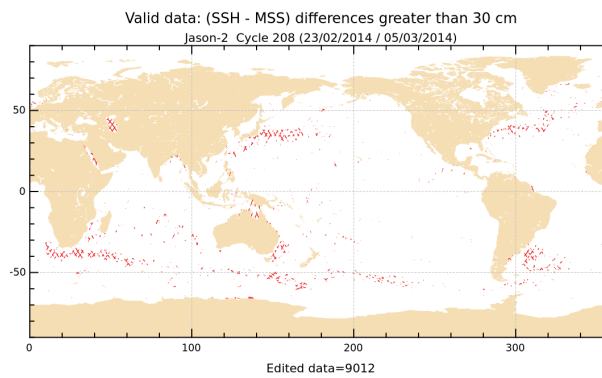 Valid data: (SSH - MSS) differences greater than 30 cm
Jason-2 Cycle 208 (23/02/2014 / 05/03/2014)
50
0
-50
0
100
200
300
Edited data=9012